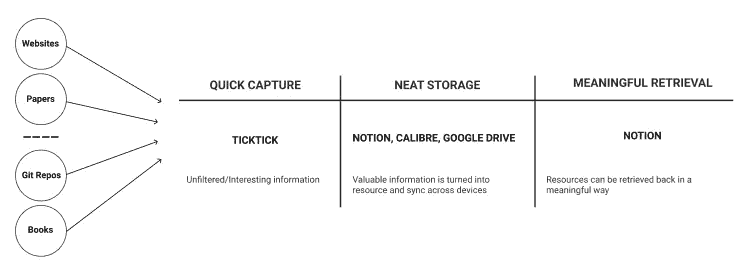 Websites
Papers
Git Repos
Books
QUICK CAPTURE
TICKTICK
Unfiltered/Interesting information
NEAT STORAGE
NOTION, CALIBRE, GOOGLE DRIVE
Valuable information is turned into
resource and sync across devices
MEANINGFUL RETRIEVAL
NOTION
Resources can be retrieved back in a
meaningful way